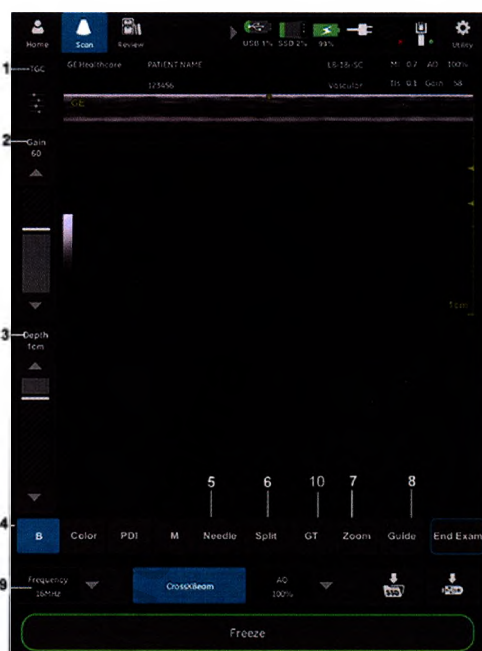 Home Scan Review USB 1% SSD 2% 93% Utility
GE Healthcare PATIENT NAME L8-18i-SC MI 0.7 AO 100%
123456 Vascular TIs 0.1 Gain 58
1 TGC
GE
2 Gain
60
1cm
3 Depth
1cm
5 6 10 7 8
4 B Color PDI M Needle Split GT Zoom Guide End Exam
9 Frequency CrossXBeam AO
16MHz 100%
Freeze